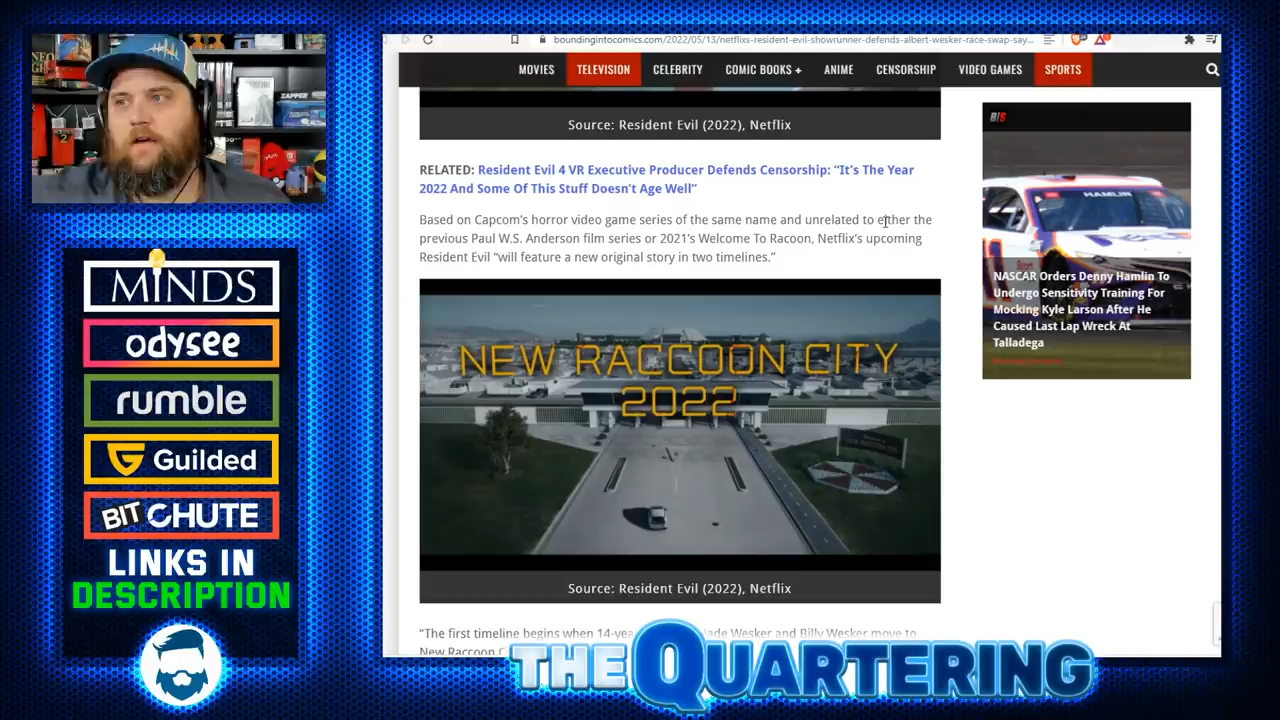 boundingintocomics.com/2022/05/13/netflixs-resident-evil-showrunner-defends-albert-wesker-race-swap-say...
MOVIES TELEVISION CELEBRITY COMIC BOOKS + ANIME CENSORSHIP VIDEO GAMES SPORTS
Source: Resident Evil (2022), Netflix
RELATED: Resident Evil 4 VR Executive Producer Defends Censorship: “It’s The Year
2022 And Some Of This Stuff Doesn’t Age Well”
Based on Capcom’s horror video game series of the same name and unrelated to either the
previous Paul W.S. Anderson film series or 2021’s Welcome To Racoon, Netflix’s upcoming
Resident Evil “will feature a new original story in two timelines.”
NEW RACCOON CITY
2022
Source: Resident Evil (2022), Netflix
“The first timeline begins when 14-yea Jade Wesker and Billy Wesker move to
New Raccoon C
B/S
HAMLIN
NASCAR Orders Denny Hamlin To
Undergo Sensitivity Training For
Mocking Kyle Larson After He
Caused Last Lap Wreck At
Talladega
ZAPPER
MINDS
odysee
rumble
G Guilded
BIT CHUTE
LINKS IN
DESCRIPTION
THE QUARTERING